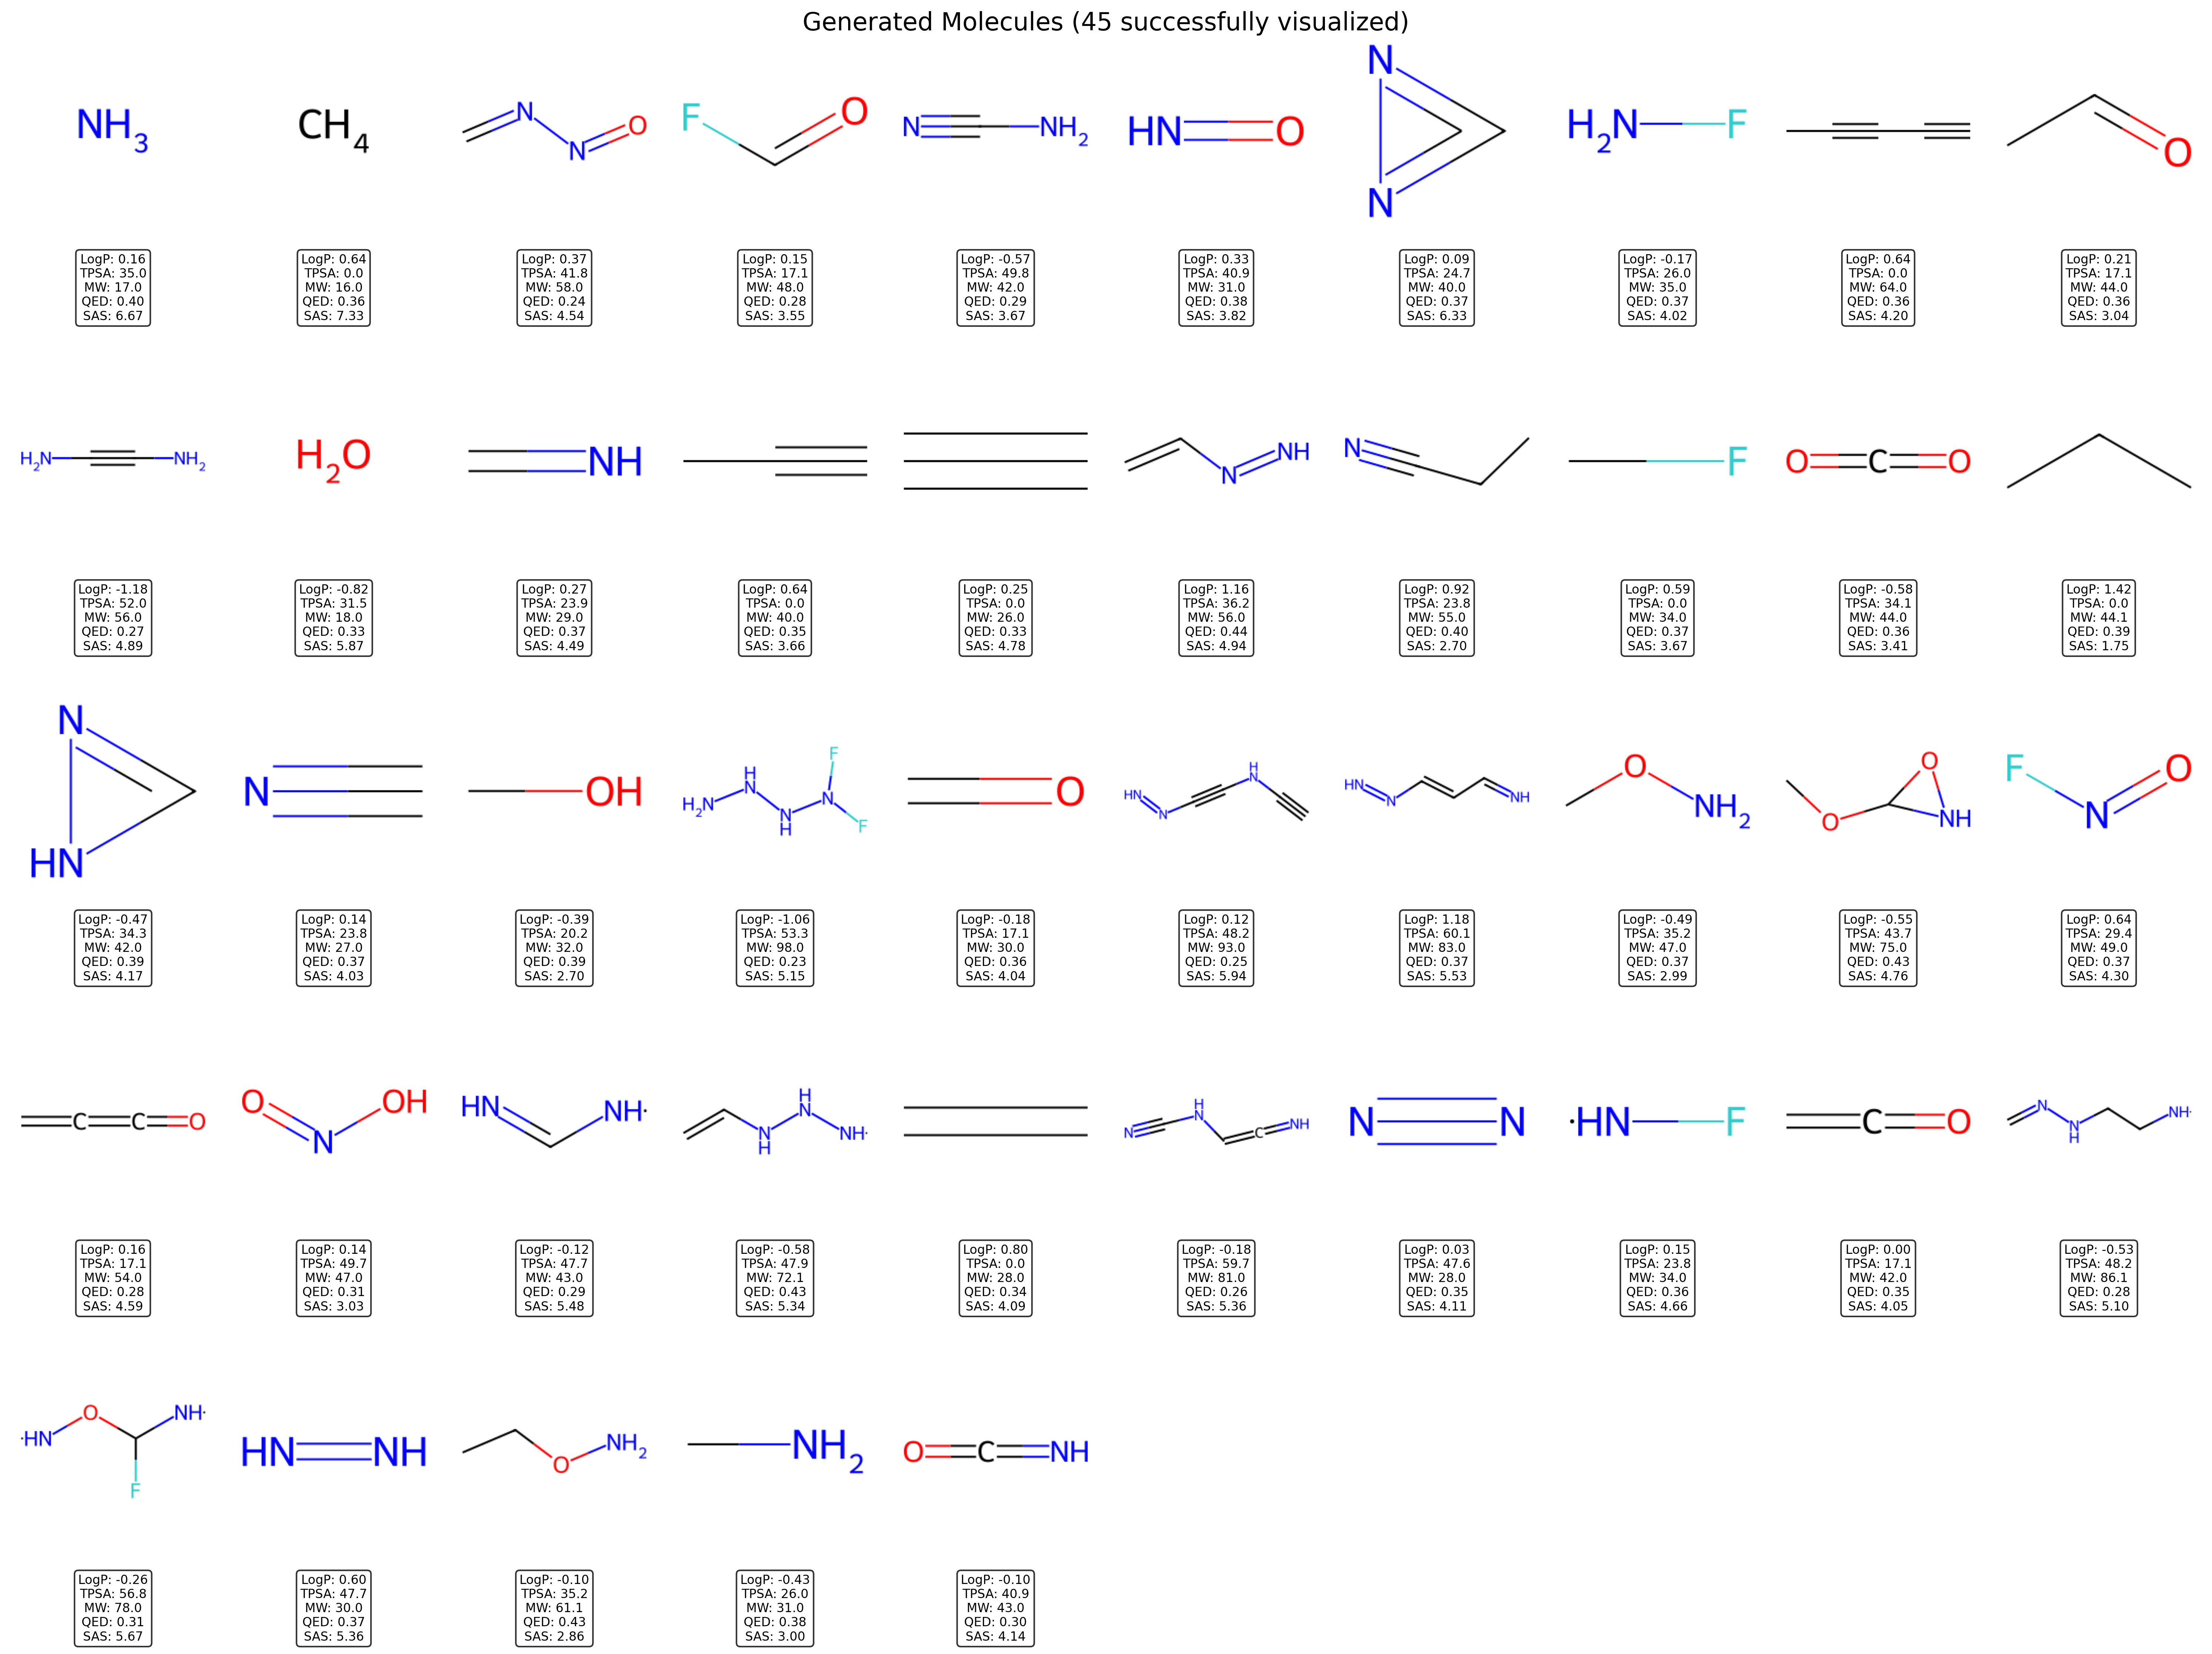 Generated Molecules (45 successfully visualized)
NH3
CH4
N N O
F O
N NH2
HN O
N N
H2N F
O
LogP: 0.16
TPSA: 35.0
MW: 17.0
QED: 0.40
SAS: 6.67
LogP: 0.64
TPSA: 0.0
MW: 16.0
QED: 0.36
SAS: 7.33
LogP: 0.37
TPSA: 41.8
MW: 58.0
QED: 0.24
SAS: 4.54
LogP: 0.15
TPSA: 17.1
MW: 48.0
QED: 0.28
SAS: 3.55
LogP: -0.57
TPSA: 49.8
MW: 42.0
QED: 0.29
SAS: 3.67
LogP: 0.33
TPSA: 40.9
MW: 31.0
QED: 0.38
SAS: 3.82
LogP: 0.09
TPSA: 24.7
MW: 40.0
QED: 0.37
SAS: 6.33
LogP: -0.17
TPSA: 26.0
MW: 35.0
QED: 0.37
SAS: 4.02
LogP: 0.64
TPSA: 0.0
MW: 64.0
QED: 0.36
SAS: 4.20
LogP: 0.21
TPSA: 17.1
MW: 44.0
QED: 0.36
SAS: 3.04
H2N NH2
H2O
NH
N NH
N
F
O C O
LogP: -1.18
TPSA: 52.0
MW: 56.0
QED: 0.27
SAS: 4.89
LogP: -0.82
TPSA: 31.5
MW: 18.0
QED: 0.33
SAS: 5.87
LogP: 0.27
TPSA: 23.9
MW: 29.0
QED: 0.37
SAS: 4.49
LogP: 0.64
TPSA: 0.0
MW: 40.0
QED: 0.35
SAS: 3.66
LogP: 0.25
TPSA: 0.0
MW: 26.0
QED: 0.33
SAS: 4.78
LogP: 1.16
TPSA: 36.2
MW: 56.0
QED: 0.44
SAS: 4.94
LogP: 0.92
TPSA: 23.8
MW: 55.0
QED: 0.40
SAS: 2.70
LogP: 0.59
TPSA: 0.0
MW: 34.0
QED: 0.37
SAS: 3.67
LogP: -0.58
TPSA: 34.1
MW: 44.0
QED: 0.36
SAS: 3.41
LogP: 1.42
TPSA: 0.0
MW: 44.1
QED: 0.39
SAS: 1.75
N HN
N
OH
H2N NH NH N F F
O
HN N NH
HN N NH
O NH2
O O NH
F N O
LogP: -0.47
TPSA: 34.3
MW: 42.0
QED: 0.39
SAS: 4.17
LogP: 0.14
TPSA: 23.8
MW: 27.0
QED: 0.37
SAS: 4.03
LogP: -0.39
TPSA: 20.2
MW: 32.0
QED: 0.39
SAS: 2.70
LogP: -1.06
TPSA: 53.3
MW: 98.0
QED: 0.23
SAS: 5.15
LogP: -0.18
TPSA: 17.1
MW: 30.0
QED: 0.36
SAS: 4.04
LogP: 0.12
TPSA: 48.2
MW: 93.0
QED: 0.25
SAS: 5.94
LogP: 1.18
TPSA: 60.1
MW: 83.0
QED: 0.37
SAS: 5.53
LogP: -0.49
TPSA: 35.2
MW: 47.0
QED: 0.37
SAS: 2.99
LogP: -0.55
TPSA: 43.7
MW: 75.0
QED: 0.43
SAS: 4.76
LogP: 0.64
TPSA: 29.4
MW: 49.0
QED: 0.37
SAS: 4.30
C C O
O N OH
HN NH·
NH NH NH·
N NH C NH
N N
·HN F
C O
N NH NH·
LogP: 0.16
TPSA: 17.1
MW: 54.0
QED: 0.28
SAS: 4.59
LogP: 0.14
TPSA: 49.7
MW: 47.0
QED: 0.31
SAS: 3.03
LogP: -0.12
TPSA: 47.7
MW: 43.0
QED: 0.29
SAS: 5.48
LogP: -0.58
TPSA: 47.9
MW: 72.1
QED: 0.43
SAS: 5.34
LogP: 0.80
TPSA: 0.0
MW: 28.0
QED: 0.34
SAS: 4.09
LogP: -0.18
TPSA: 59.7
MW: 81.0
QED: 0.26
SAS: 5.36
LogP: 0.03
TPSA: 47.6
MW: 28.0
QED: 0.35
SAS: 4.11
LogP: 0.15
TPSA: 23.8
MW: 34.0
QED: 0.36
SAS: 4.66
LogP: 0.00
TPSA: 17.1
MW: 42.0
QED: 0.35
SAS: 4.05
LogP: -0.53
TPSA: 48.2
MW: 86.1
QED: 0.28
SAS: 5.10
·HN O NH· F
HN NH
O NH2
NH2
O C NH
LogP: -0.26
TPSA: 56.8
MW: 78.0
QED: 0.31
SAS: 5.67
LogP: 0.60
TPSA: 47.7
MW: 30.0
QED: 0.37
SAS: 5.36
LogP: -0.10
TPSA: 35.2
MW: 61.1
QED: 0.43
SAS: 2.86
LogP: -0.43
TPSA: 26.0
MW: 31.0
QED: 0.38
SAS: 3.00
LogP: -0.10
TPSA: 40.9
MW: 43.0
QED: 0.30
SAS: 4.14